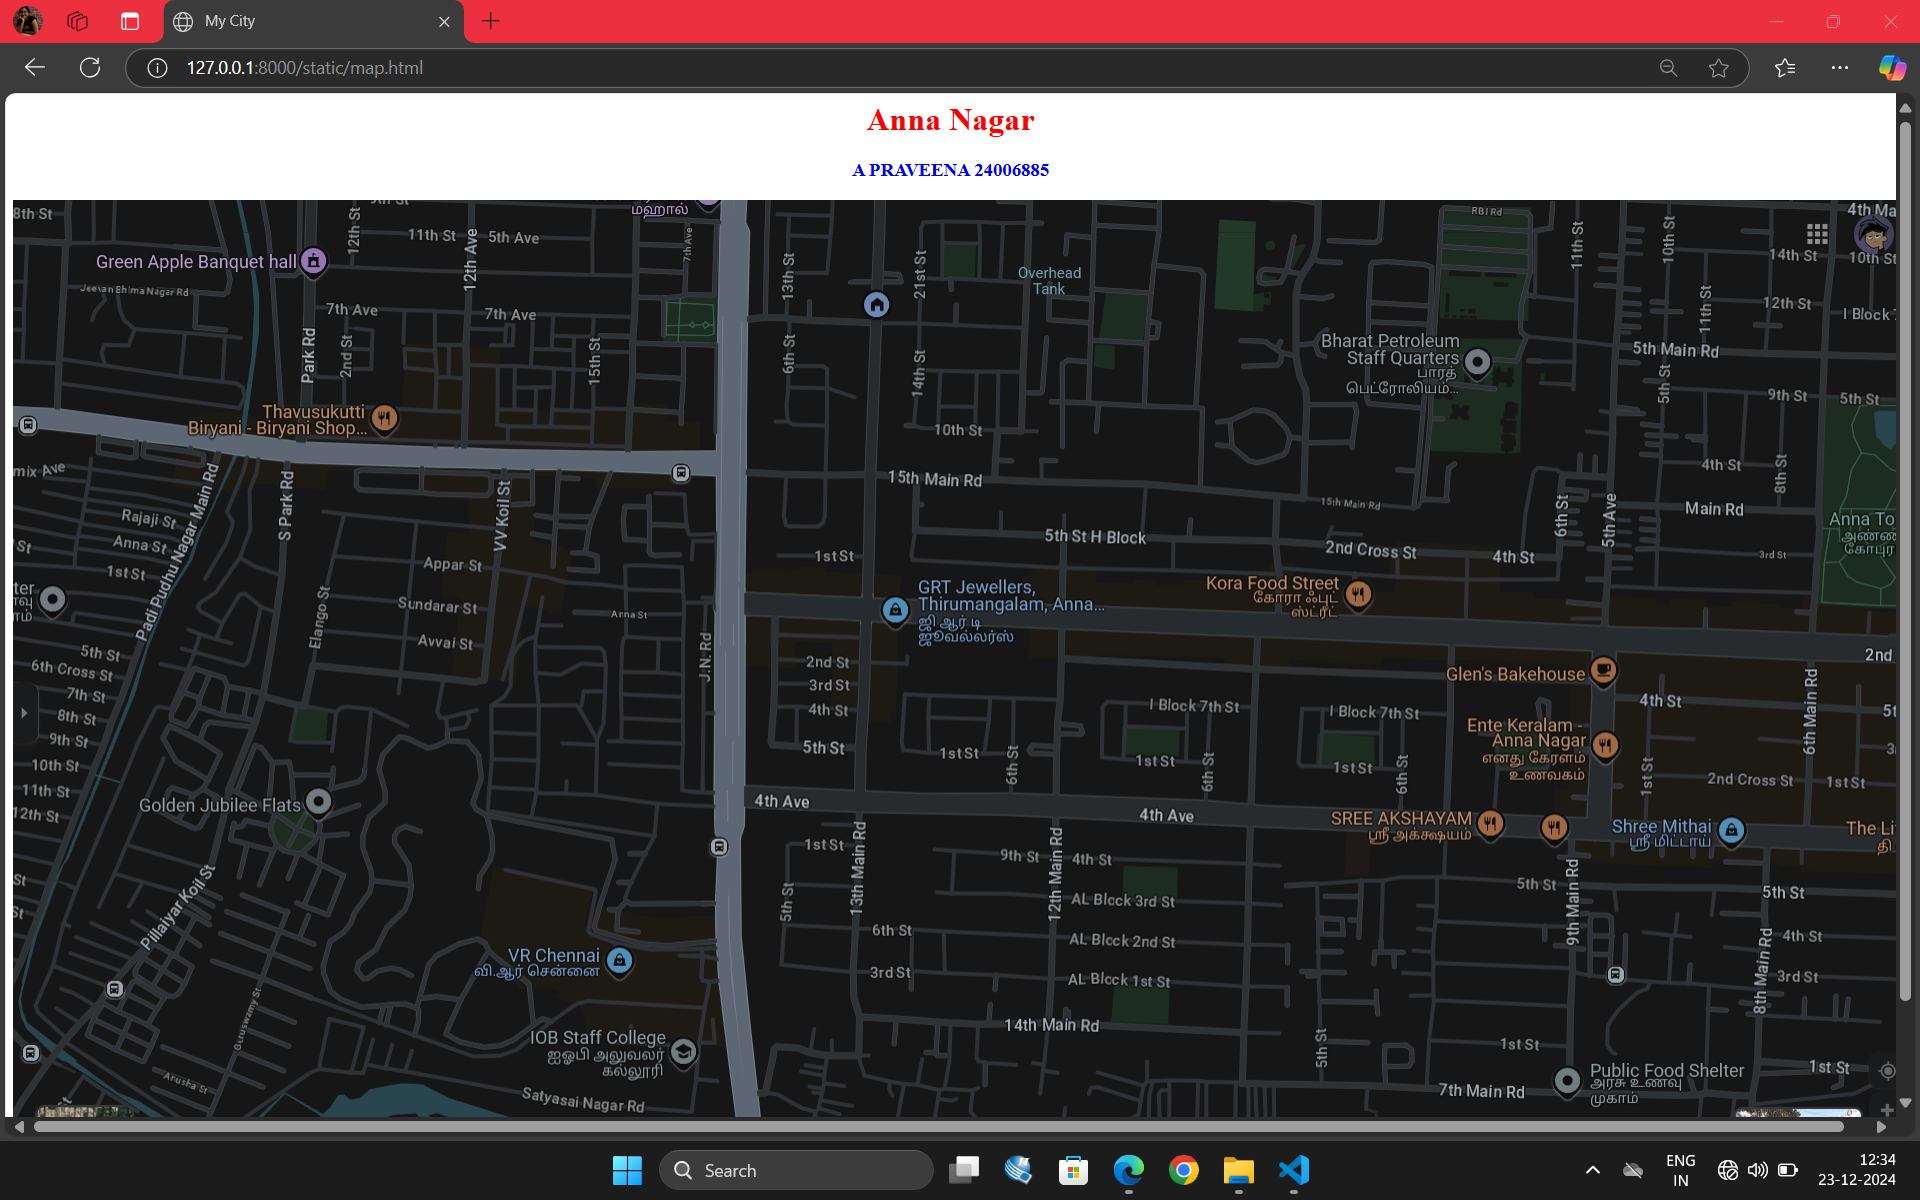 My City
127.0.0.1:8000/static/map.html
Anna Nagar
A PRAVEENA 24006885
8th St
12th St
11th St
5th Ave
12th Ave
மஹால்
7th Ave
13th St
21st St
Overhead
Tank
RBI Rd
11th St
10th St
4th Ma
14th St
10th St
Green Apple Banquet hall
Jeevan Bhima Nagar Rd
7th Ave
7th Ave
Park Rd
2nd St
15th St
6th St
14th St
12th St
11th St
I Block 7
Bharat Petroleum
Staff Quarters
பாரத்
பெட்ரோலியம்...
5th Main Rd
5th St
9th St
5th St
Thavusukutti
Biryani - Biryani Shop...
10th St
mix Ave
15th Main Rd
15th Main Rd
4th St
8th St
Main Rd
Rajaji St
Anna St
St
1st St
Padi Pudhu Nagar Main Rd
S Park Rd
VV Koil St
5th St H Block
2nd Cross St
6th St
5th Ave
4th St
3rd St
Anna To
Appar St
1st St
Elango St
Sundarar St
Avvai St
Arna St
GRT Jewellers,
Thirumangalam, Anna...
ஜி ஆர் டி
ஜூவல்லர்ஸ்
Kora Food Street
கோரா ஃபுட்
ஸ்ட்ரீட்
J.N. Rd
2nd
5th St
6th Cross St
7th St
8th St
9th St
10th St
11th St
12th St
2nd St
3rd St
4th St
5th St
Glen's Bakehouse
I Block 7th St
I Block 7th St
4th St
6th Main Rd
Ente Keralam -
Anna Nagar
எனது கேரளம்
உணவகம்
1st St
6th St
1st St
6th St
1st St
6th St
1st St
2nd Cross St
1st St
Golden Jubilee Flats
4th Ave
4th Ave
SREE AKSHAYAM
ஸ்ரீ அக்க்ஷயம்
Shree Mithai
ஸ்ரீ மிட்டாய்
The Li
தி
1st St
13th Main Rd
9th St
4th St
12th Main Rd
5th St
AL Block 3rd St
5th St
9th Main Rd
5th St
Pillaiyar Koil St
6th St
AL Block 2nd St
4th St
VR Chennai
வி.ஆர் சென்னை
3rd St
AL Block 1st St
8th Main Rd
3rd St
Guruswamy St
IOB Staff College
ஐஓபி அலுவலர்
கல்லூரி
14th Main Rd
5th St
1st St
Arusha St
Satyasai Nagar Rd
7th Main Rd
Public Food Shelter
அரசு உணவு
முகாம்
1st St
Search
ENG
IN
12:34
23-12-2024